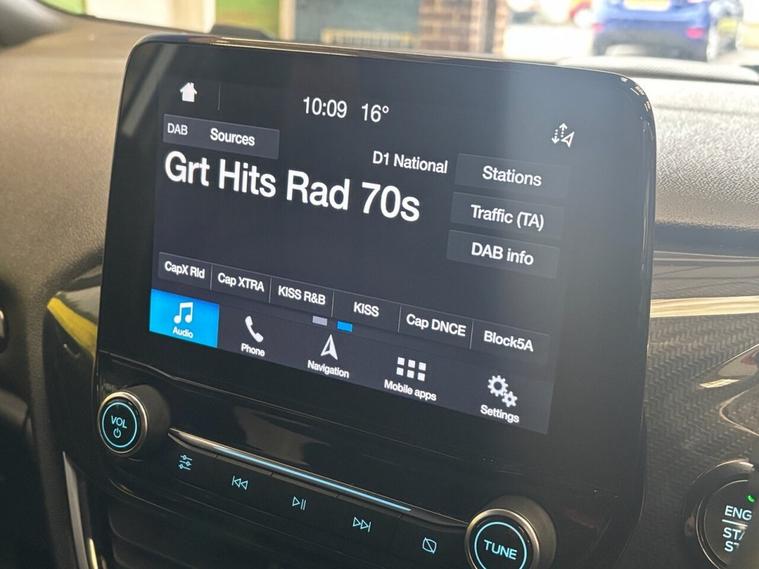 10:09 16°
DAB Sources
D1 National
Stations
Grt Hits Rad 70s
Traffic (TA)
DAB info
CapX Rld
Cap XTRA
KISS R&B
KISS
Cap DNCE
Block5A
Audio
Phone
Navigation
Mobile apps
Settings
VOL
TUNE
ENG